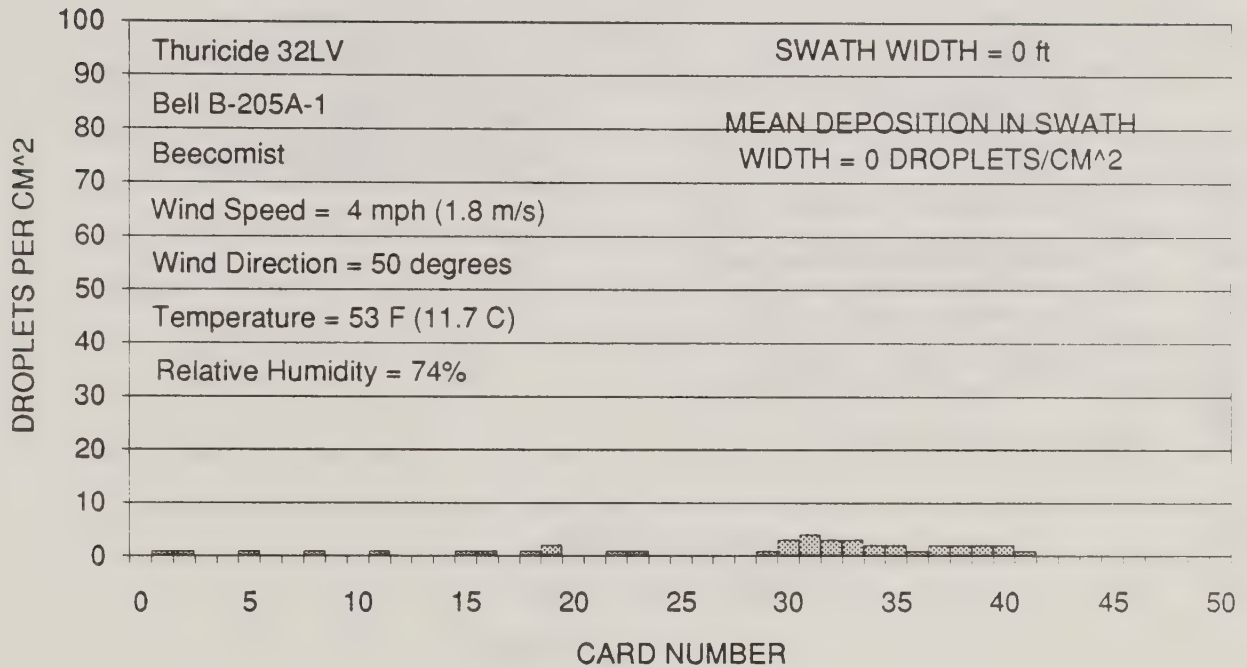 100
90
80
70
60
50
40
30
20
10
0
DROPLETS PER CM^2
Thuricide 32LV
SWATH WIDTH = 0 ft
Bell B-205A-1
MEAN DEPOSITION IN SWATH
Beecomist
WIDTH = 0 DROPLETS/CM^2
Wind Speed = 4 mph (1.8 m/s)
Wind Direction = 50 degrees
Temperature = 53 F (11.7 C)
Relative Humidity = 74%
0 5 10 15 20 25 30 35 40 45 50
CARD NUMBER